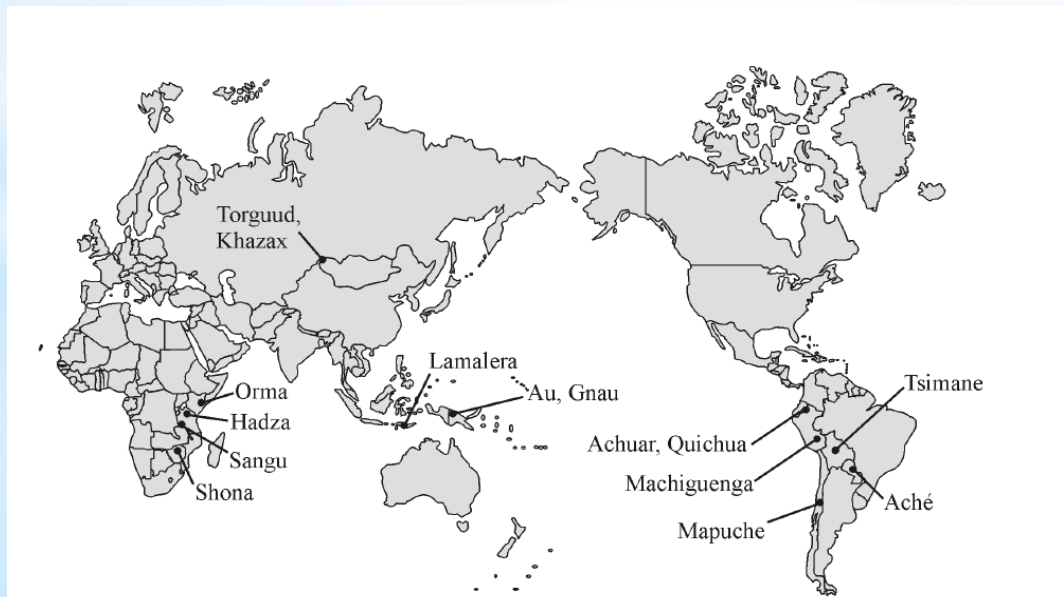 Torguud,
Khazax
Lamalera
Au, Gnau
Orma
Hadza
Sangu
Shona
Tsimane
Achuar, Quichua
Machiguenga
Aché
Mapuche